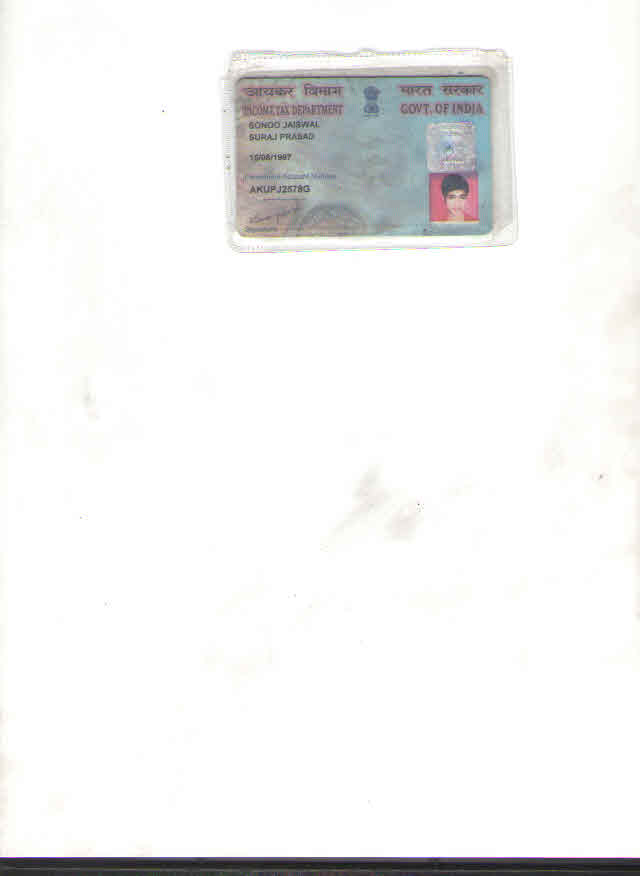 आयकर विभाग
INCOME TAX DEPARTMENT
भारत सरकार
GOVT. OF INDIA
SONOO JAISWAL
SURAJ PRASAD
15/08/1987
Permanent Account Number
AKUPJ2578G
Signature